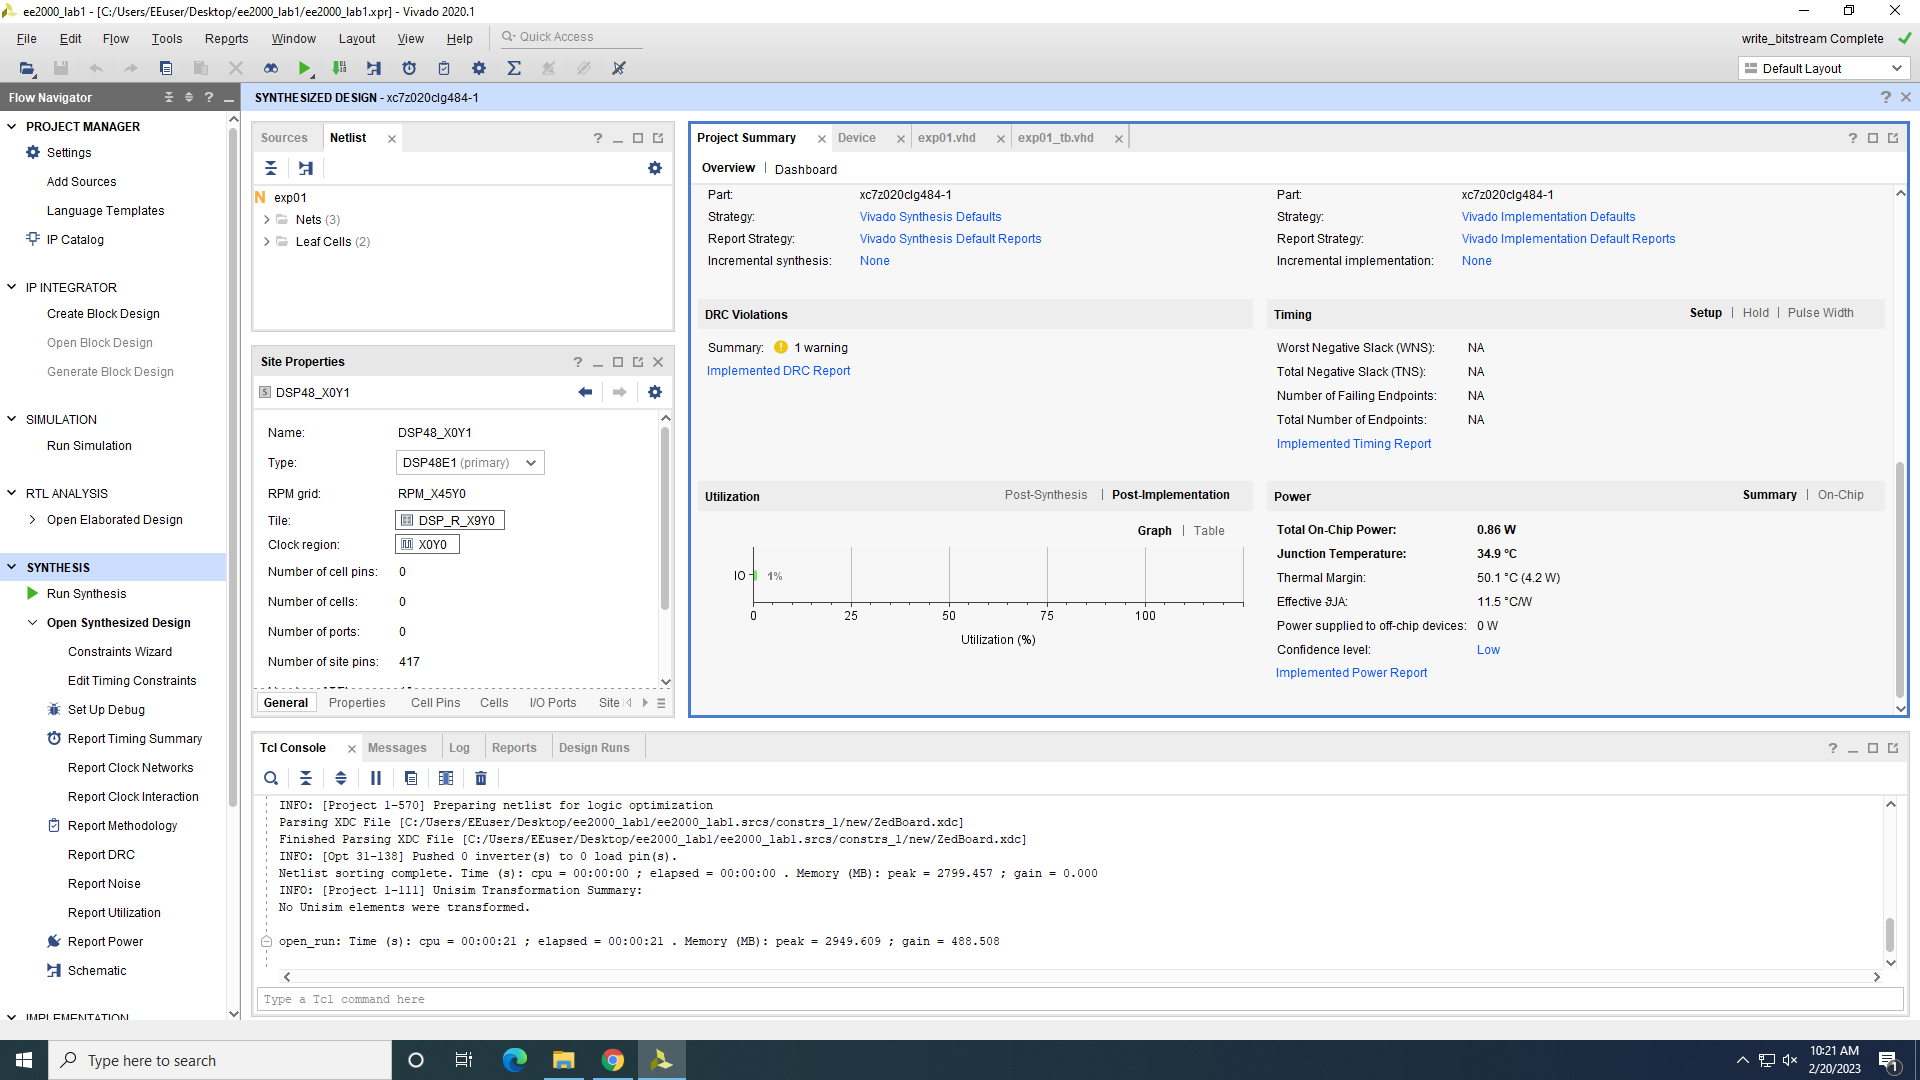 ee2000_lab1 - [C:/Users/EEuser/Desktop/ee2000_lab1/ee2000_lab1.xpr] - Vivado 2020.1
File Edit Flow Tools Reports Window Layout View Help Quick Access
write_bitstream Complete
Default Layout
Flow Navigator
PROJECT MANAGER
Settings
Add Sources
Language Templates
IP Catalog
IP INTEGRATOR
Create Block Design
Open Block Design
Generate Block Design
SIMULATION
Run Simulation
RTL ANALYSIS
Open Elaborated Design
SYNTHESIS
Run Synthesis
Open Synthesized Design
Constraints Wizard
Edit Timing Constraints
Set Up Debug
Report Timing Summary
Report Clock Networks
Report Clock Interaction
Report Methodology
Report DRC
Report Noise
Report Utilization
Report Power
Schematic
IMPLEMENTATION
SYNTHESIZED DESIGN - xc7z020clg484-1
Sources Netlist
exp01
Nets (3)
Leaf Cells (2)
Site Properties
DSP48_X0Y1
Name: DSP48_X0Y1
Type: DSP48E1 (primary)
RPM grid: RPM_X45Y0
Tile: DSP_R_X9Y0
Clock region: X0Y0
Number of cell pins: 0
Number of cells: 0
Number of ports: 0
Number of site pins: 417
General Properties Cell Pins Cells I/O Ports Site
Project Summary Device exp01.vhd exp01_tb.vhd
Overview | Dashboard
Part: xc7z020clg484-1
Strategy: Vivado Synthesis Defaults
Report Strategy: Vivado Synthesis Default Reports
Incremental synthesis: None
Part: xc7z020clg484-1
Strategy: Vivado Implementation Defaults
Report Strategy: Vivado Implementation Default Reports
Incremental implementation: None
DRC Violations
Summary: 1 warning
Implemented DRC Report
Timing Setup | Hold | Pulse Width
Worst Negative Slack (WNS): NA
Total Negative Slack (TNS): NA
Number of Failing Endpoints: NA
Total Number of Endpoints: NA
Implemented Timing Report
Utilization Post-Synthesis | Post-Implementation
Graph | Table
IO 1%
0 25 50 75 100
Utilization (%)
Power Summary | On-Chip
Total On-Chip Power: 0.86 W
Junction Temperature: 34.9 °C
Thermal Margin: 50.1 °C (4.2 W)
Effective ϑJA: 11.5 °C/W
Power supplied to off-chip devices: 0 W
Confidence level: Low
Implemented Power Report
Tcl Console Messages Log Reports Design Runs
INFO: [Project 1-570] Preparing netlist for logic optimization
Parsing XDC File [C:/Users/EEuser/Desktop/ee2000_lab1/ee2000_lab1.srcs/constrs_1/new/ZedBoard.xdc]
Finished Parsing XDC File [C:/Users/EEuser/Desktop/ee2000_lab1/ee2000_lab1.srcs/constrs_1/new/ZedBoard.xdc]
INFO: [Opt 31-138] Pushed 0 inverter(s) to 0 load pin(s).
Netlist sorting complete. Time (s): cpu = 00:00:00 ; elapsed = 00:00:00 . Memory (MB): peak = 2799.457 ; gain = 0.000
INFO: [Project 1-111] Unisim Transformation Summary:
No Unisim elements were transformed.
open_run: Time (s): cpu = 00:00:21 ; elapsed = 00:00:21 . Memory (MB): peak = 2949.609 ; gain = 488.508
Type a Tcl command here
Type here to search
10:21 AM
2/20/2023
1